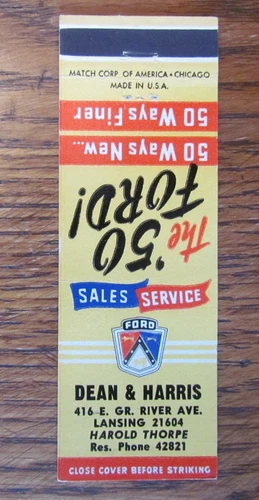 MATCH CORP OF AMERICA • CHICAGO
MADE IN U.S.A.
50 Ways New...
50 Ways Finer
The '50
FORD!
SALES SERVICE
FORD
DEAN & HARRIS
416 E. GR. RIVER AVE.
LANSING 21604
HAROLD THORPE
Res. Phone 42821
CLOSE COVER BEFORE STRIKING